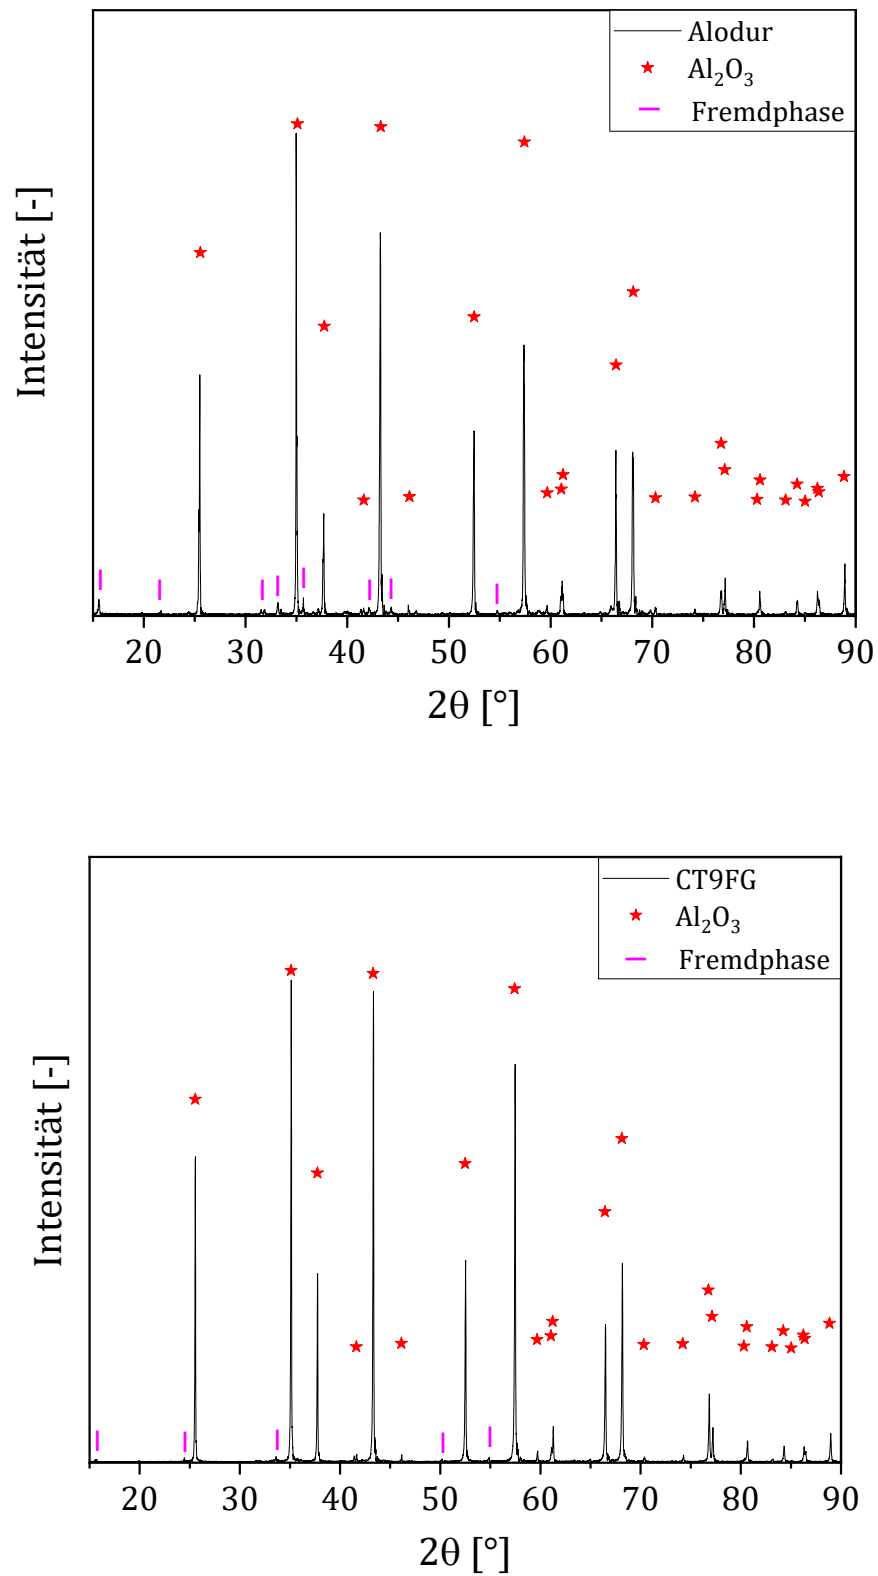 Alodur
Al₂O₃
Fremdphase
Intensität [-]
20 30 40 50 60 70 80 90
2θ [°]
CT9FG
Al₂O₃
Fremdphase
Intensität [-]
20 30 40 50 60 70 80 90
2θ [°]